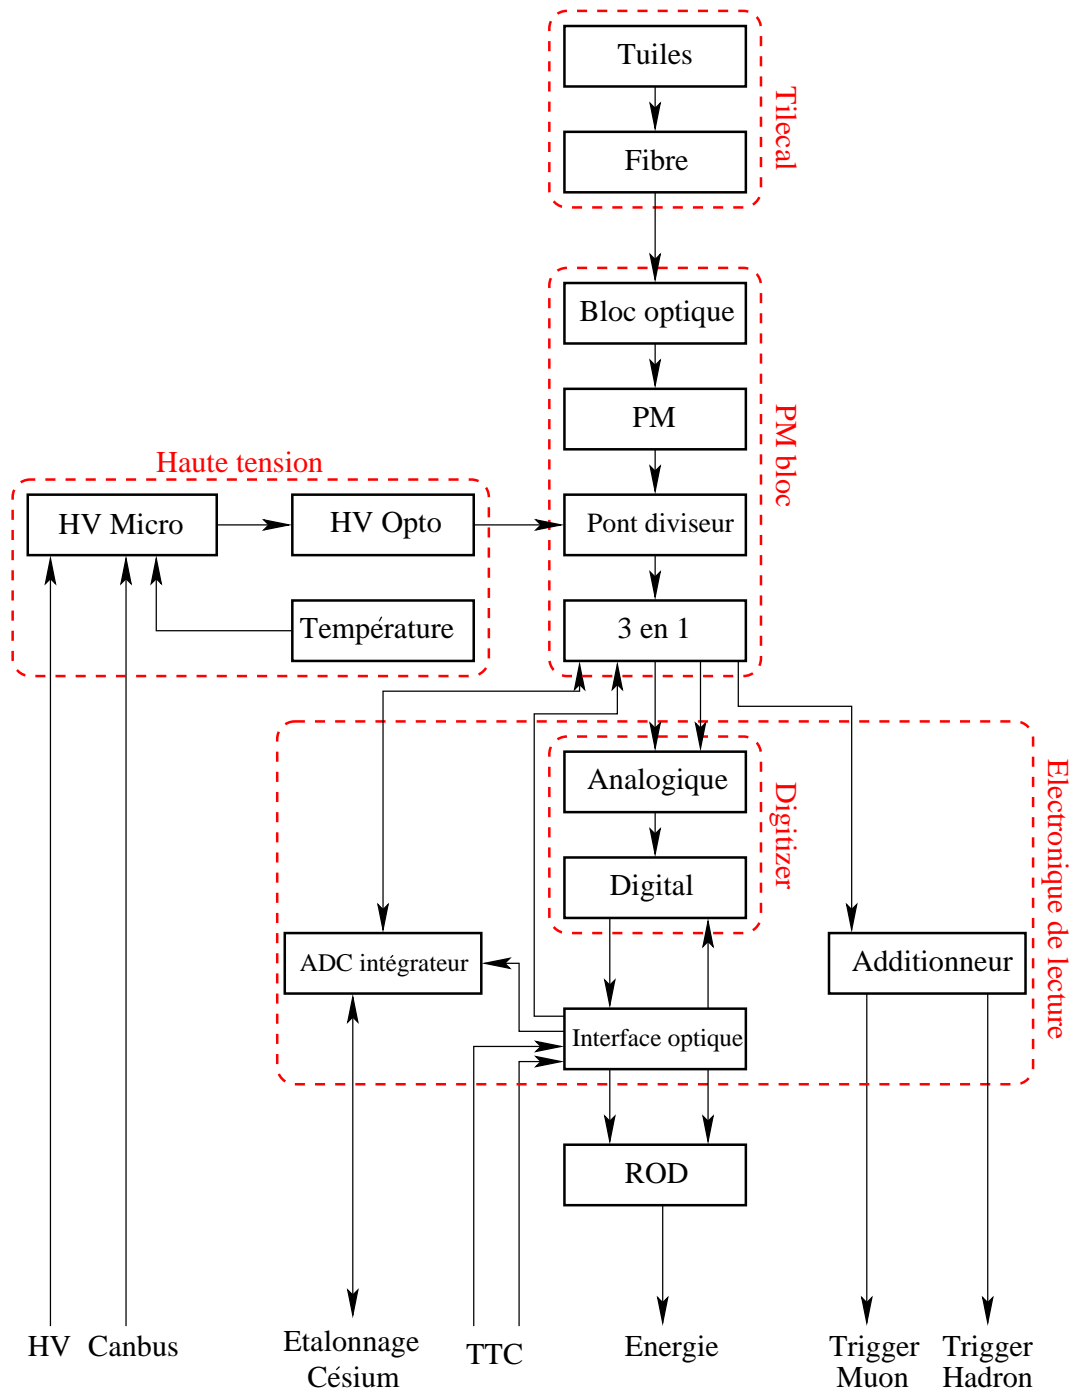 Tuiles
Tilecal
Fibre
Bloc optique
PM
PM bloc
Haute tension
HV Micro
HV Opto
Pont diviseur
Température
3 en 1
Analogique
Digitizer
Digital
Electronique de lecture
ADC intégrateur
Additionneur
Interface optique
ROD
HV
Canbus
Etalonnage
Césium
TTC
Energie
Trigger
Muon
Trigger
Hadron